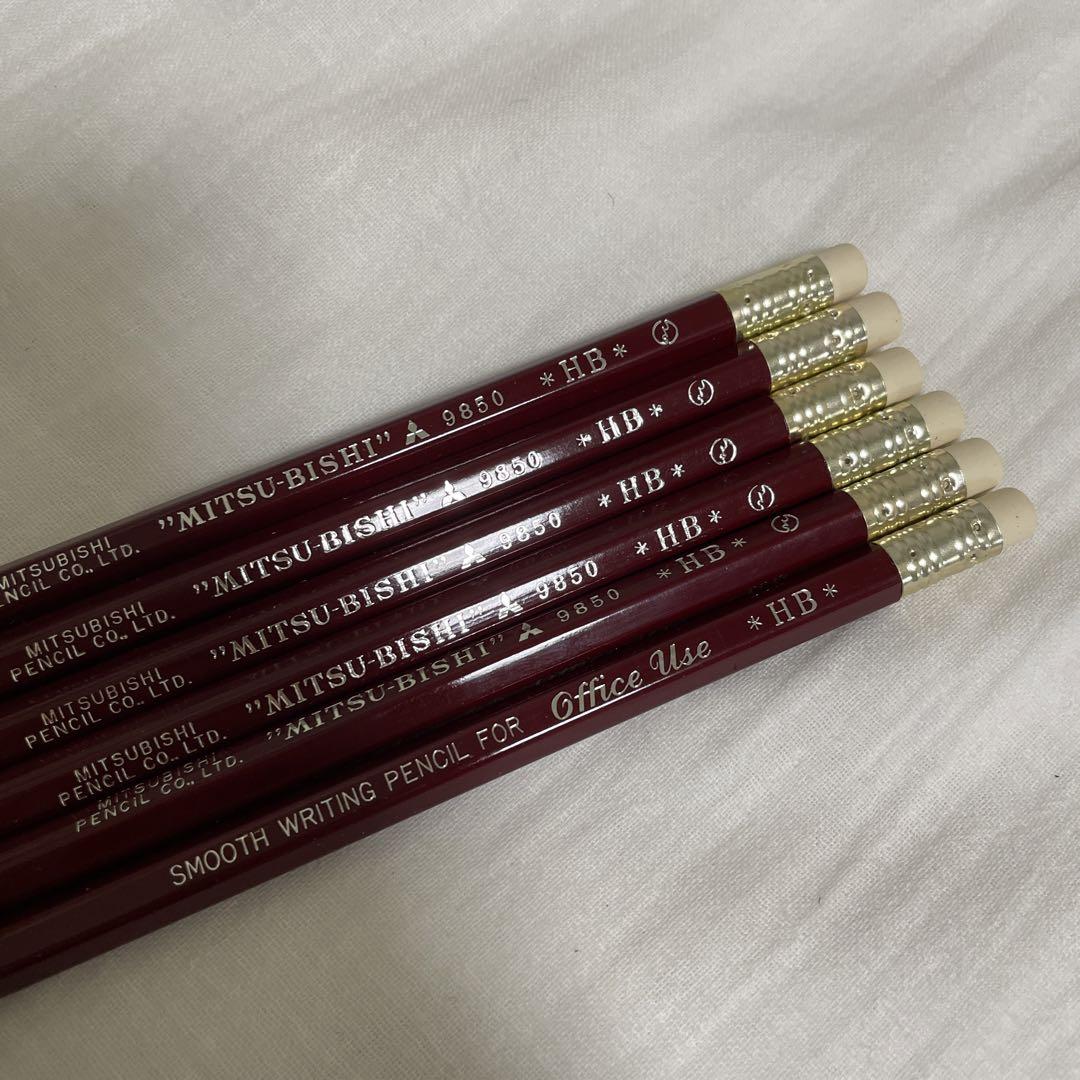 MITSUBISHI
PENCIL CO., LTD.
"MITSU-BISHI" 9850 *HB*
MITSUBISHI
PENCIL CO., LTD.
"MITSU-BISHI" 9850 *HB*
MITSUBISHI
PENCIL CO., LTD.
"MITSU-BISHI" 9850 *HB*
MITSUBISHI
PENCIL CO., LTD.
"MITSU-BISHI" 9850 *HB*
MITSUBISHI
PENCIL CO., LTD.
"MITSU-BISHI" 9850 *HB*
SMOOTH WRITING PENCIL FOR Office Use *HB*